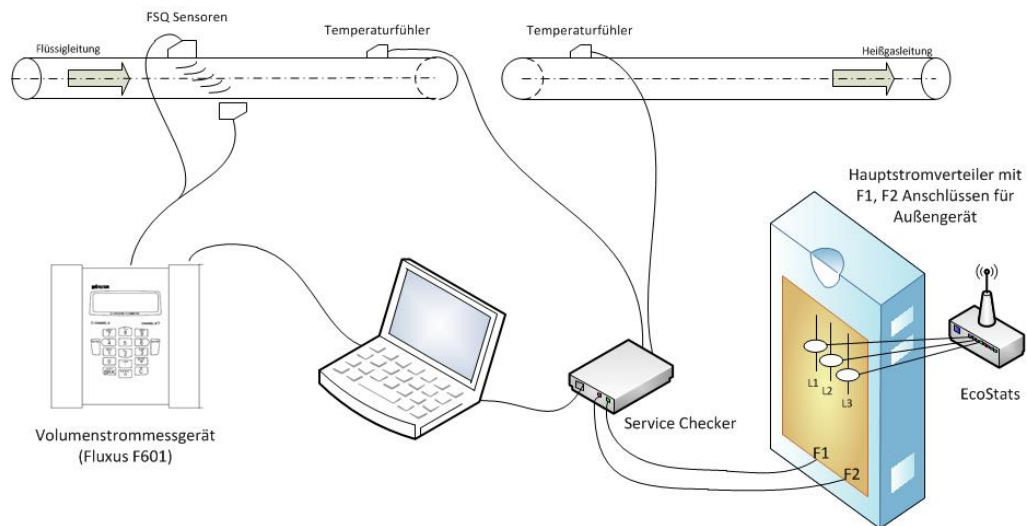 FSQ Sensoren
Temperaturfühler
Temperaturfühler
Flüssigleitung
Heißgasleitung
Hauptstromverteiler mit
F1, F2 Anschlüssen für
Außengerät
L1
L2
L3
EcoStats
Service Checker
F1
F2
Volumenstrommessgerät
(Fluxus F601)